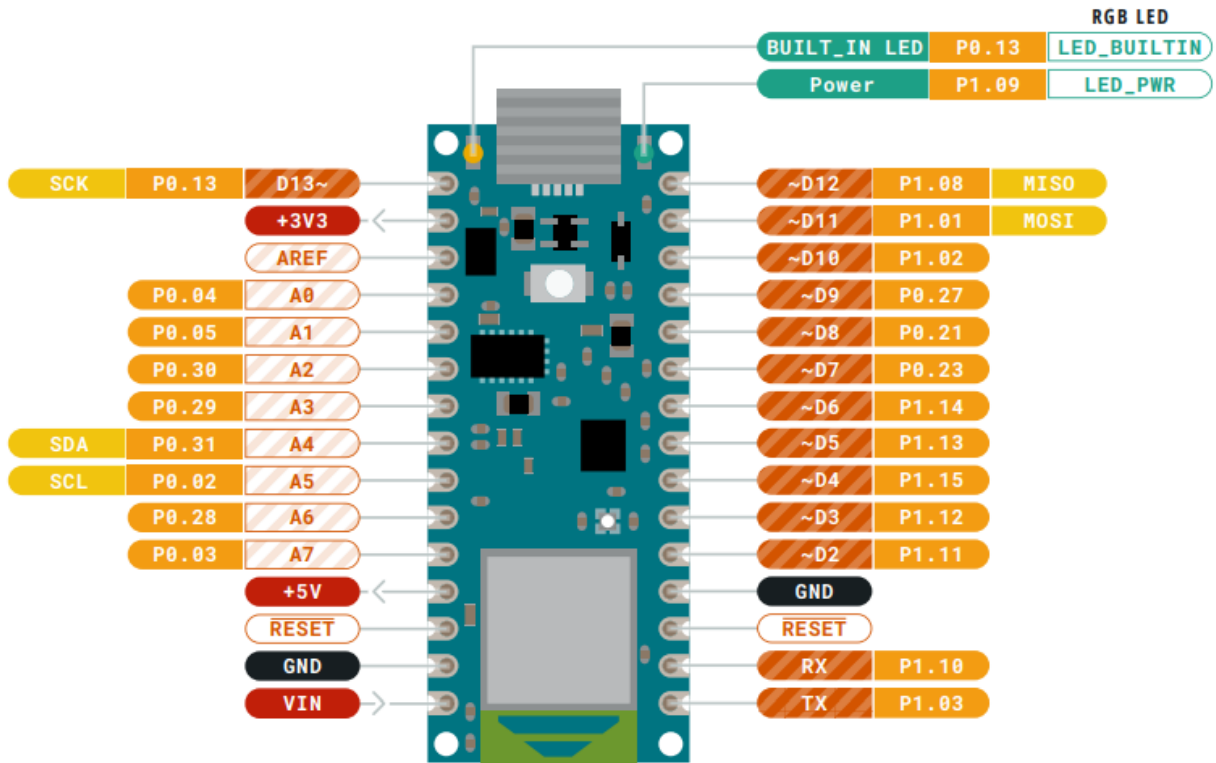 RGB LED
BUILT_IN LED P0.13 LED_BUILTIN
Power P1.09 LED_PWR
SCK P0.13 D13~ ~D12 P1.08 MISO
+3V3 ~D11 P1.01 MOSI
AREF ~D10 P1.02
P0.04 A0 ~D9 P0.27
P0.05 A1 ~D8 P0.21
P0.30 A2 ~D7 P0.23
P0.29 A3 ~D6 P1.14
SDA P0.31 A4 ~D5 P1.13
SCL P0.02 A5 ~D4 P1.15
P0.28 A6 ~D3 P1.12
P0.03 A7 ~D2 P1.11
+5V GND
RESET RESET
GND RX P1.10
VIN TX P1.03